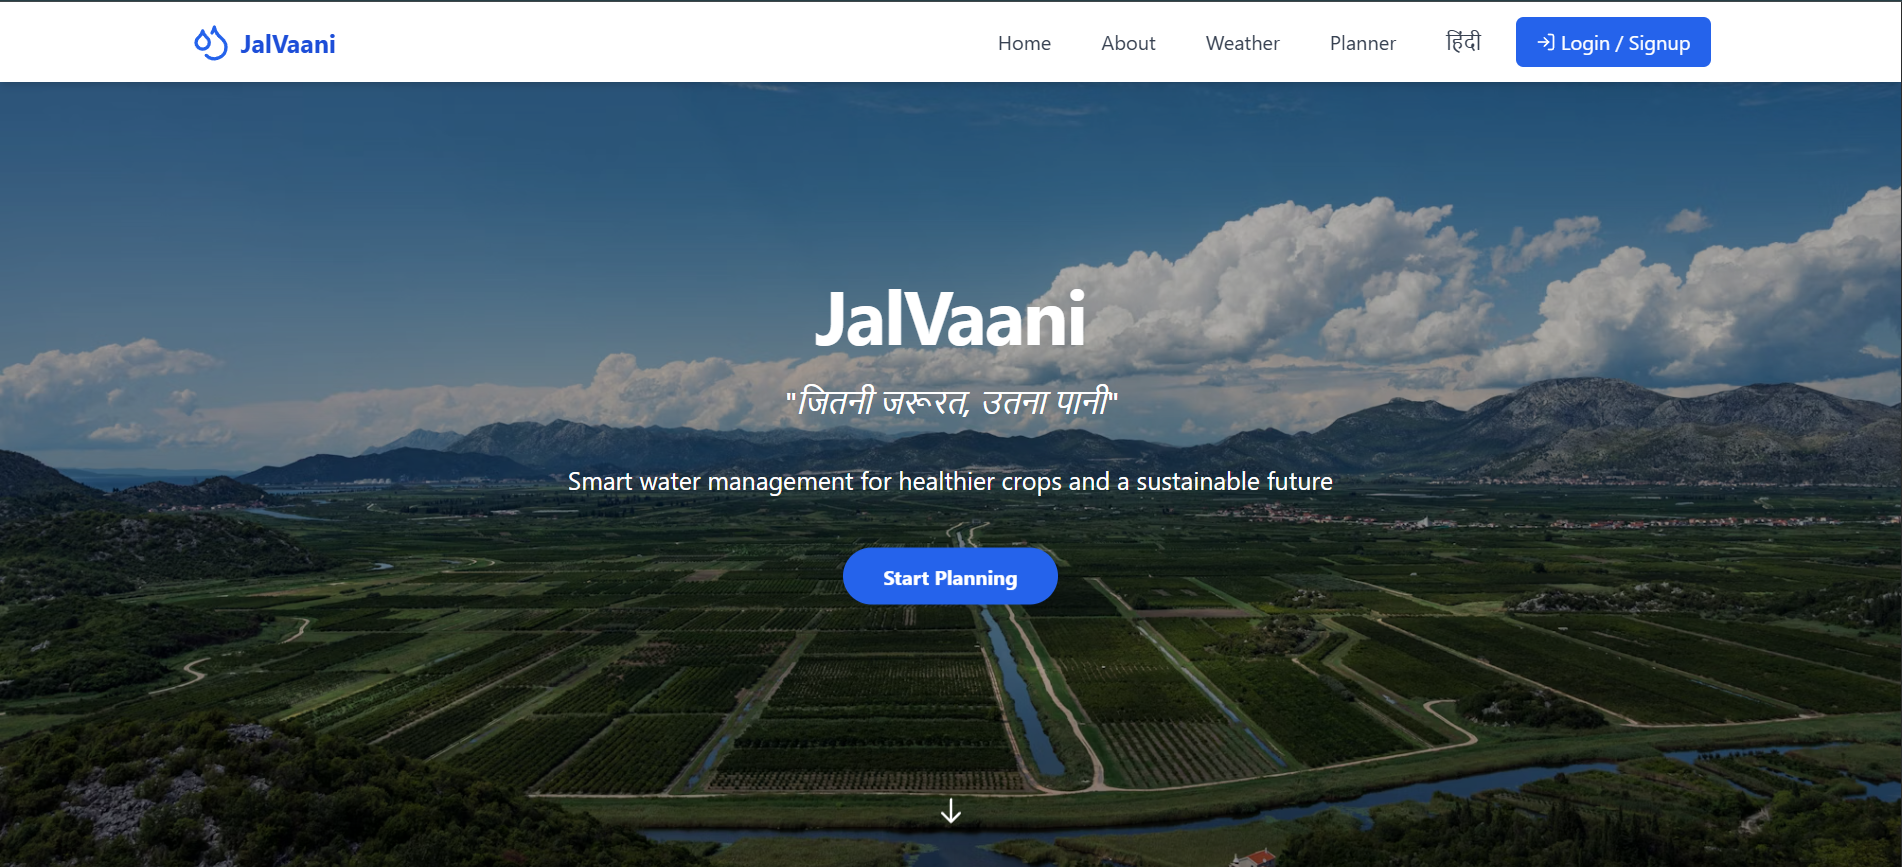 JalVaani
Home About Weather Planner हिंदी Login / Signup
JalVaani
"जितनी जरूरत, उतना पानी"
Smart water management for healthier crops and a sustainable future
Start Planning